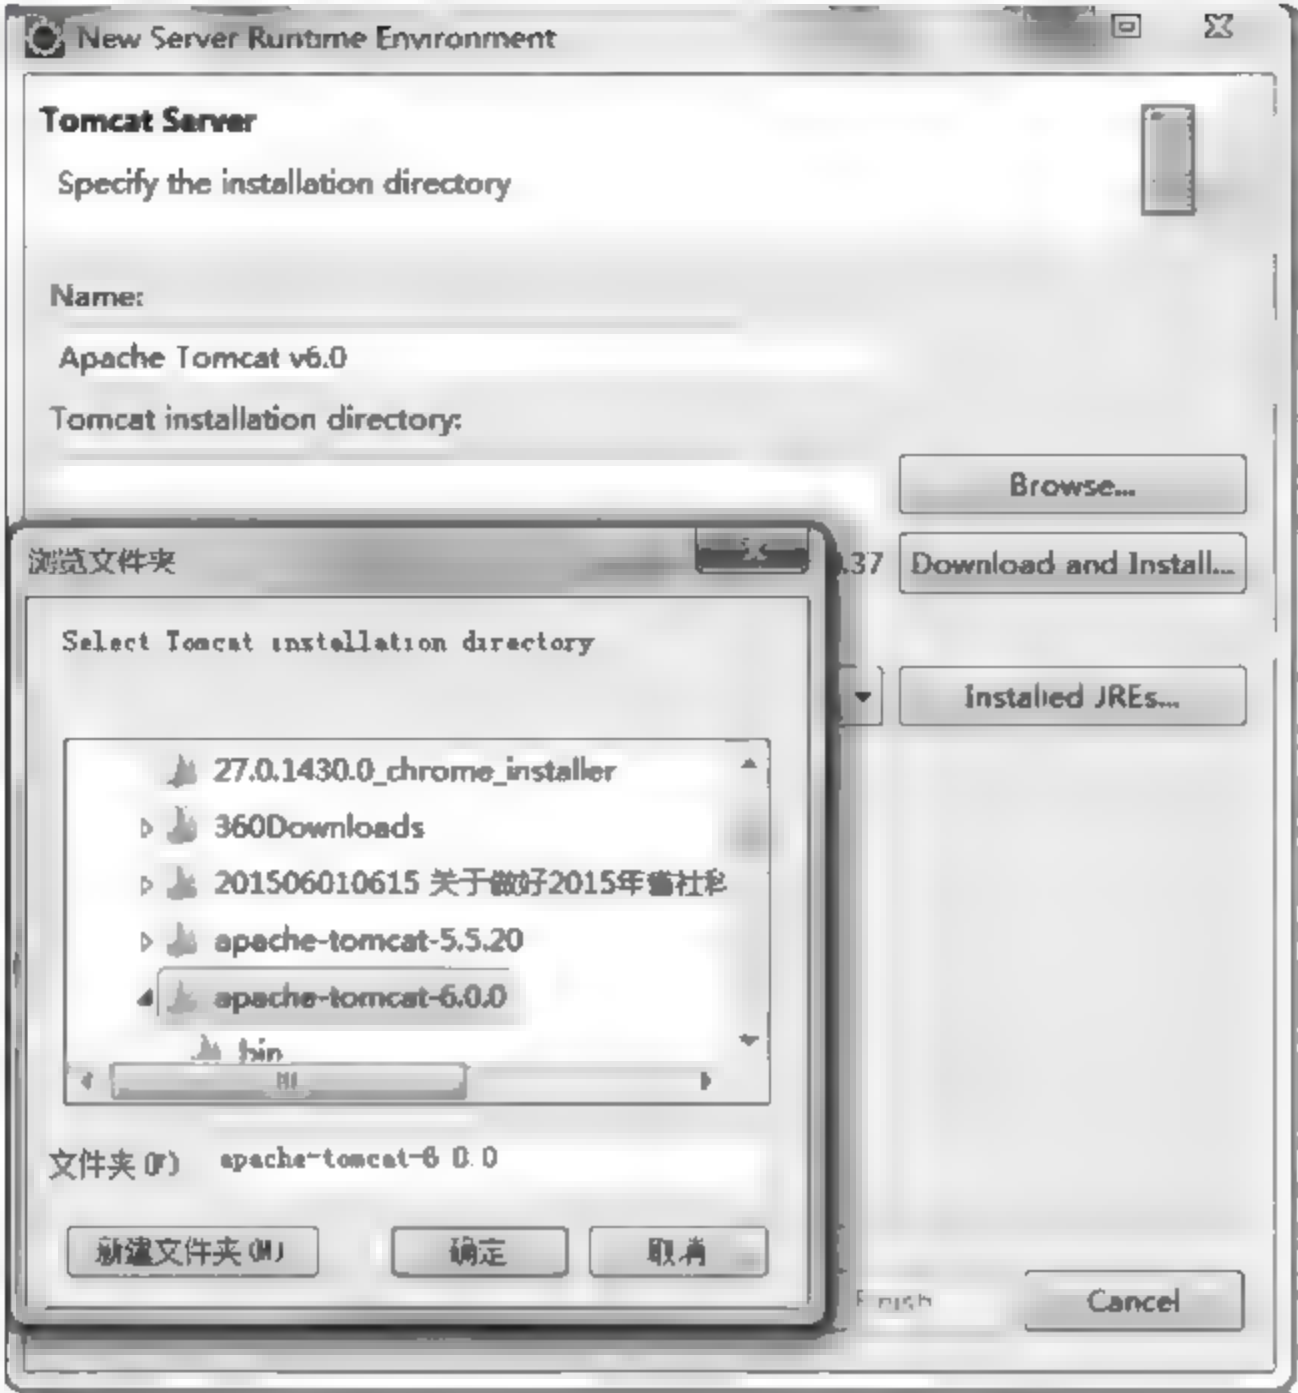 New Server Runtime Environment
Tomcat Server
Specify the installation directory
Name:
Apache Tomcat v6.0
Tomcat installation directory:
Browse...
.37
Download and Install...
Installed JREs...
浏览文件夹
Select Tomcat installation directory
27.0.1430.0_chrome_installer
360Downloads
201506010615 关于做好2015年省社科
apache-tomcat-5.5.20
apache-tomcat-6.0.0
bin
文件夹(F)
apache-tomcat-6.0.0
新建文件夹(M)
确定
取消
Finish
Cancel